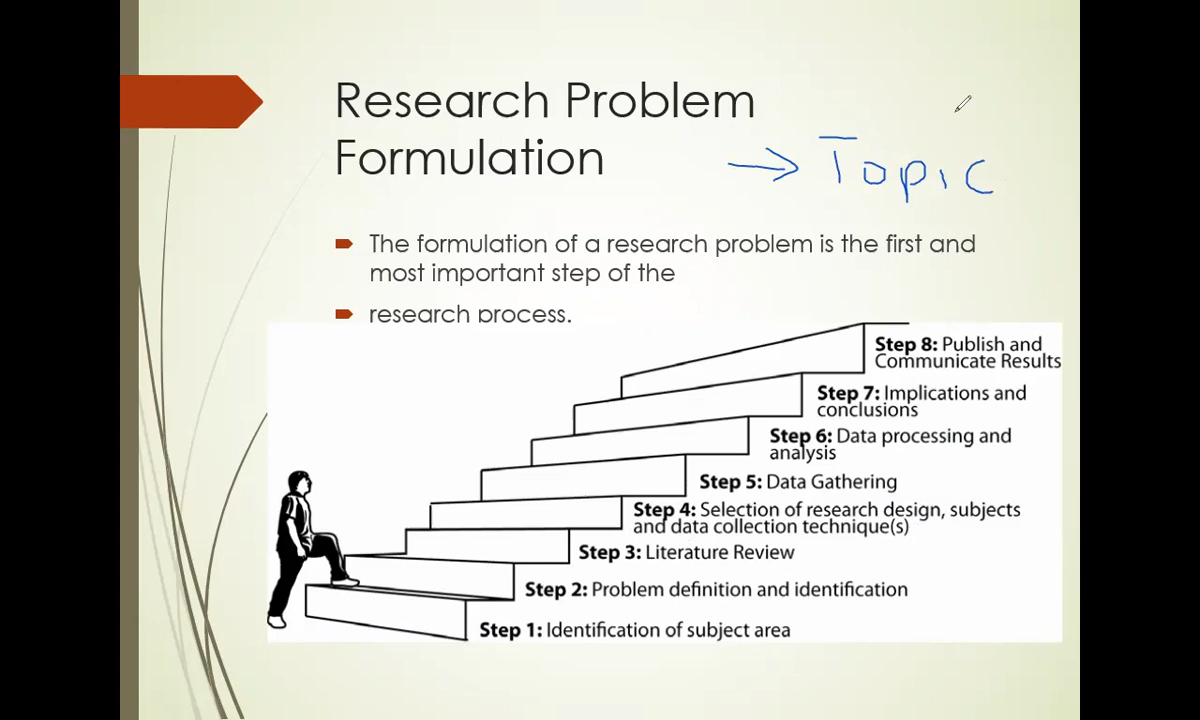 Research Problem
Formulation
→ Topic
The formulation of a research problem is the first and
most important step of the
research process.
Step 8: Publish and
Communicate Results
Step 7: Implications and
conclusions
Step 6: Data processing and
analysis
Step 5: Data Gathering
Step 4: Selection of research design, subjects
and data collection technique(s)
Step 3: Literature Review
Step 2: Problem definition and identification
Step 1: Identification of subject area